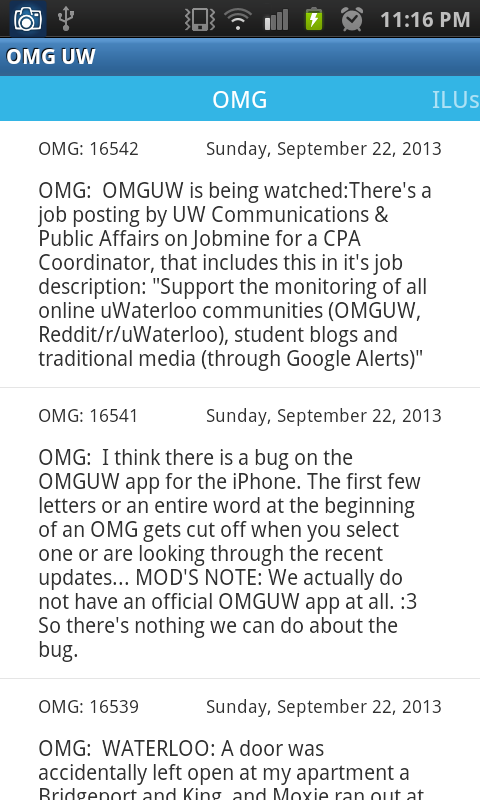 11:16 PM
OMG UW
OMG ILUs
OMG: 16542 Sunday, September 22, 2013
OMG:  OMGUW is being watched:There's a
job posting by UW Communications &
Public Affairs on Jobmine for a CPA
Coordinator, that includes this in it's job
description: "Support the monitoring of all
online uWaterloo communities (OMGUW,
Reddit/r/uWaterloo), student blogs and
traditional media (through Google Alerts)"
OMG: 16541 Sunday, September 22, 2013
OMG:  I think there is a bug on the
OMGUW app for the iPhone. The first few
letters or an entire word at the beginning
of an OMG gets cut off when you select
one or are looking through the recent
updates... MOD'S NOTE: We actually do
not have an official OMGUW app at all. :3
So there's nothing we can do about the
bug.
OMG: 16539 Sunday, September 22, 2013
OMG:  WATERLOO: A door was
accidentally left open at my apartment a
Bridgeport and King, and Moxie ran out at